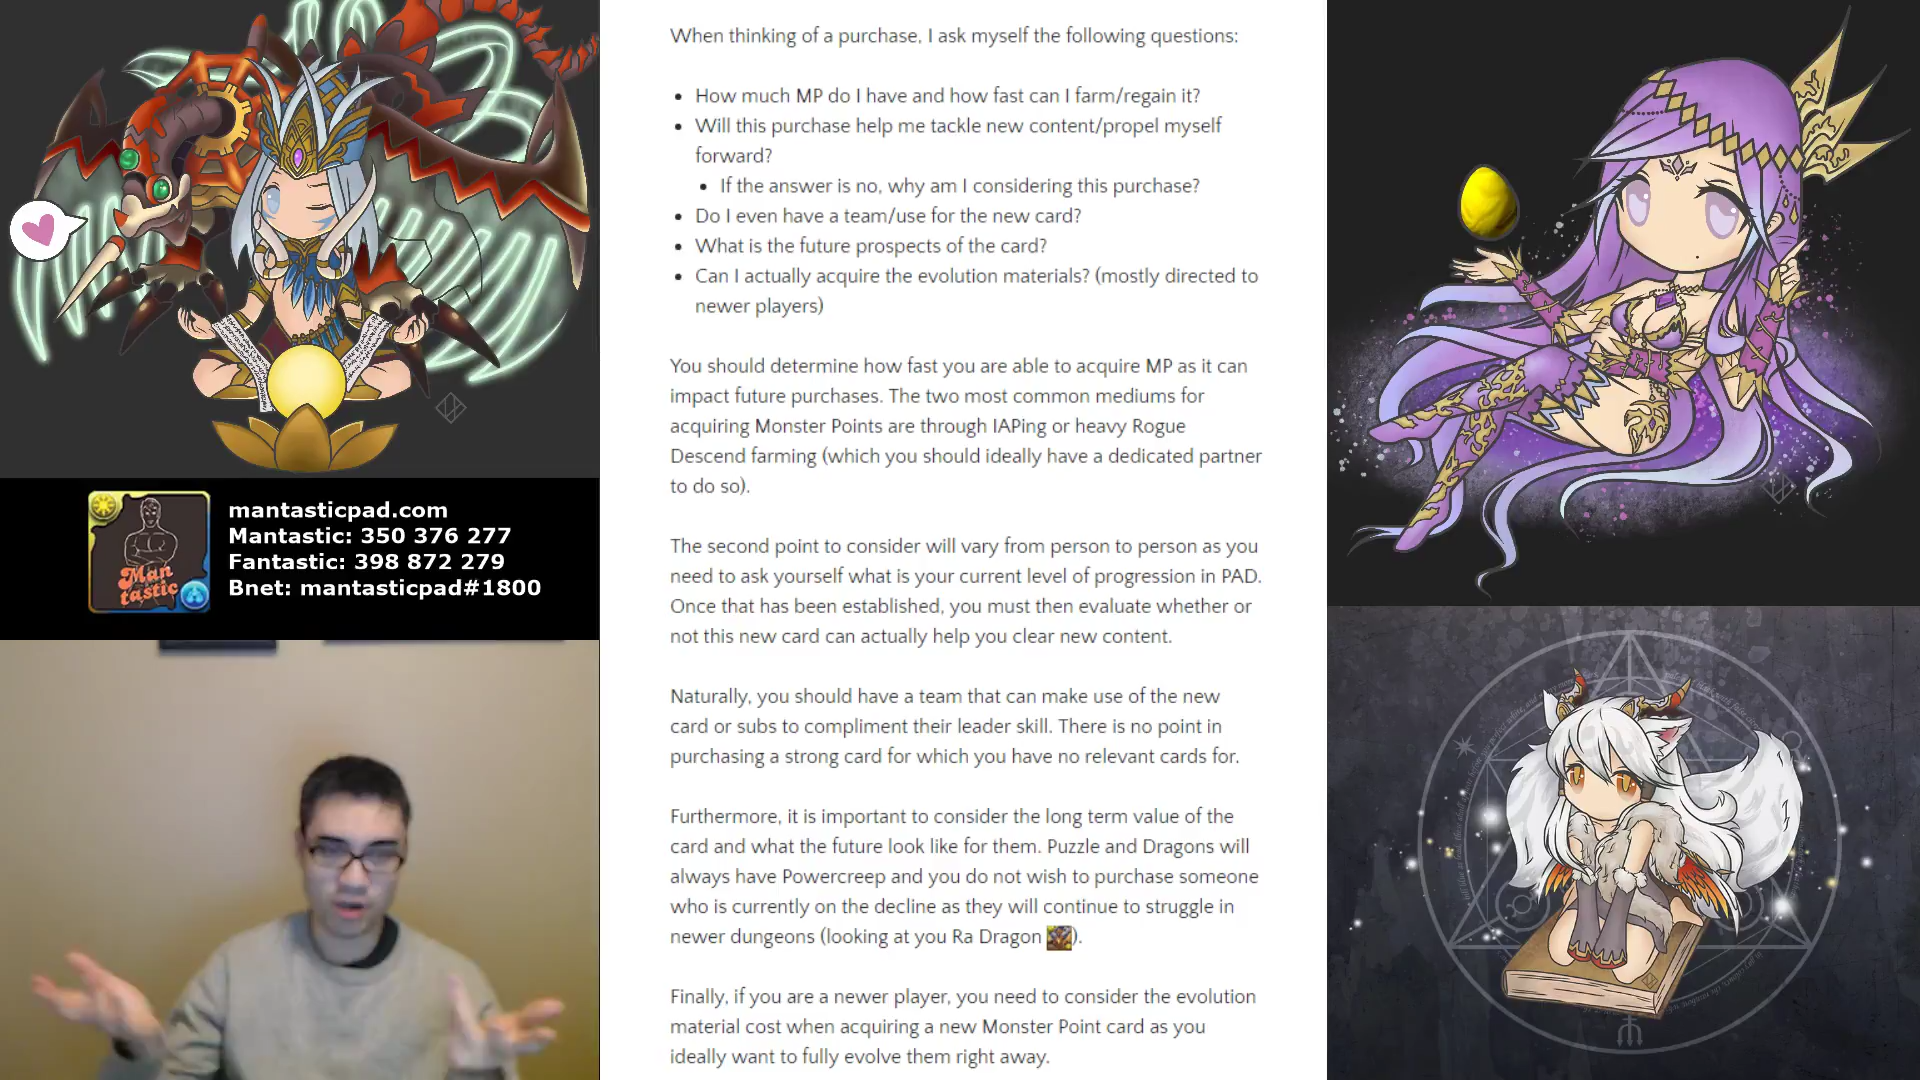 When thinking of a purchase, I ask myself the following questions:
How much MP do I have and how fast can I farm/regain it?
Will this purchase help me tackle new content/propel myself
forward?
If the answer is no, why am I considering this purchase?
Do I even have a team/use for the new card?
What is the future prospects of the card?
Can I actually acquire the evolution materials? (mostly directed to
newer players)
You should determine how fast you are able to acquire MP as it can
impact future purchases. The two most common mediums for
acquiring Monster Points are through IAPing or heavy Rogue
Descend farming (which you should ideally have a dedicated partner
to do so).
The second point to consider will vary from person to person as you
need to ask yourself what is your current level of progression in PAD.
Once that has been established, you must then evaluate whether or
not this new card can actually help you clear new content.
Naturally, you should have a team that can make use of the new
card or subs to compliment their leader skill. There is no point in
purchasing a strong card for which you have no relevant cards for.
Furthermore, it is important to consider the long term value of the
card and what the future look like for them. Puzzle and Dragons will
always have Powercreep and you do not wish to purchase someone
who is currently on the decline as they will continue to struggle in
newer dungeons (looking at you Ra Dragon ).
Finally, if you are a newer player, you need to consider the evolution
material cost when acquiring a new Monster Point card as you
ideally want to fully evolve them right away.
Man
tastic
mantasticpad.com
Mantastic: 350 376 277
Fantastic: 398 872 279
Bnet: mantasticpad#1800